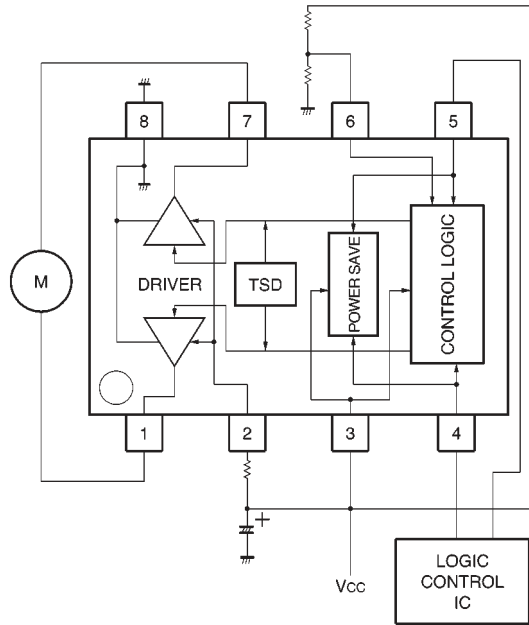 8
7
6
5
M
DRIVER
TSD
POWER SAVE
CONTROL LOGIC
1
2
3
4
+
VCC
LOGIC
CONTROL
IC